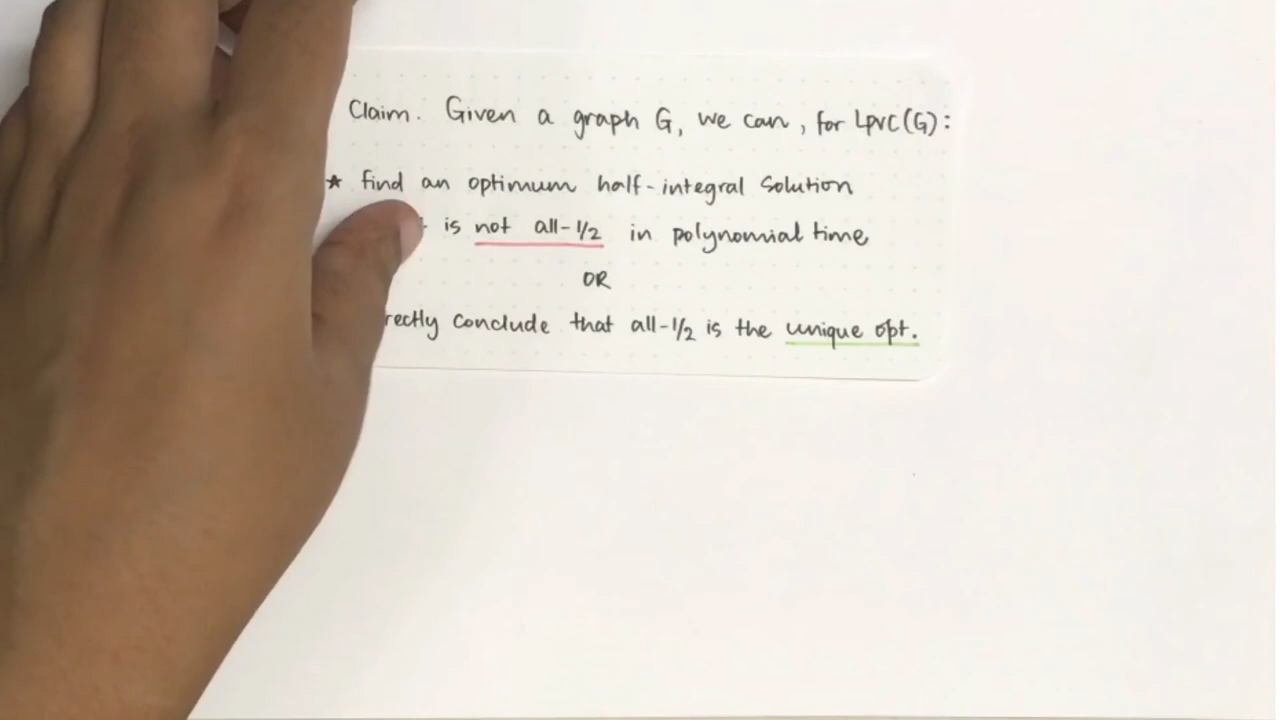 Claim. Given a graph G, we can, for LPVC(G):
★ find an optimum half-integral solution
is not all-1/2 in polynomial time
OR
rectly conclude that all-1/2 is the unique opt.